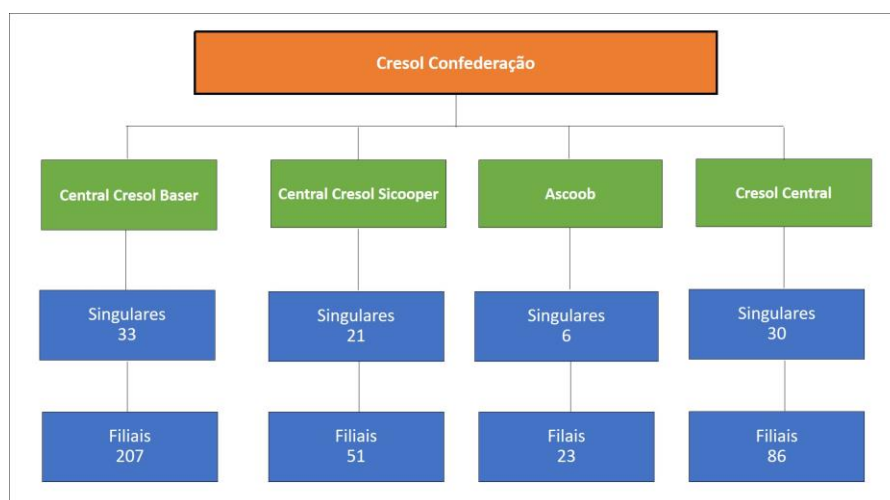 Cresol Confederação
Central Cresol Baser
Central Cresol Sicooper
Ascoob
Cresol Central
Singulares
33
Singulares
21
Singulares
6
Singulares
30
Filiais
207
Filiais
51
Filais
23
Filiais
86